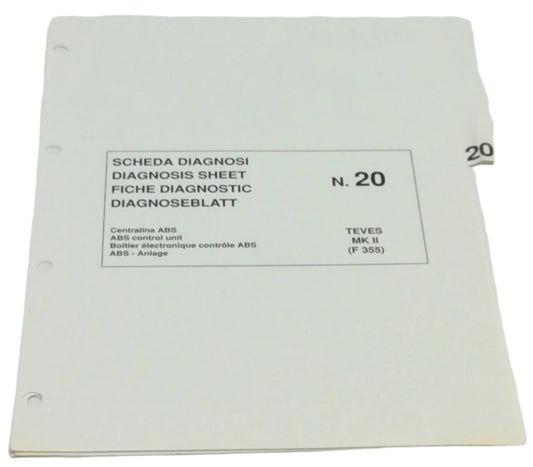 SCHEDA DIAGNOSI
DIAGNOSIS SHEET
FICHE DIAGNOSTIC
DIAGNOSEBLATT
N. 20
Centralina ABS
ABS control unit
Boîtier électronique contrôle ABS
ABS - Anlage
TEVES
MK II
(F 355)
20